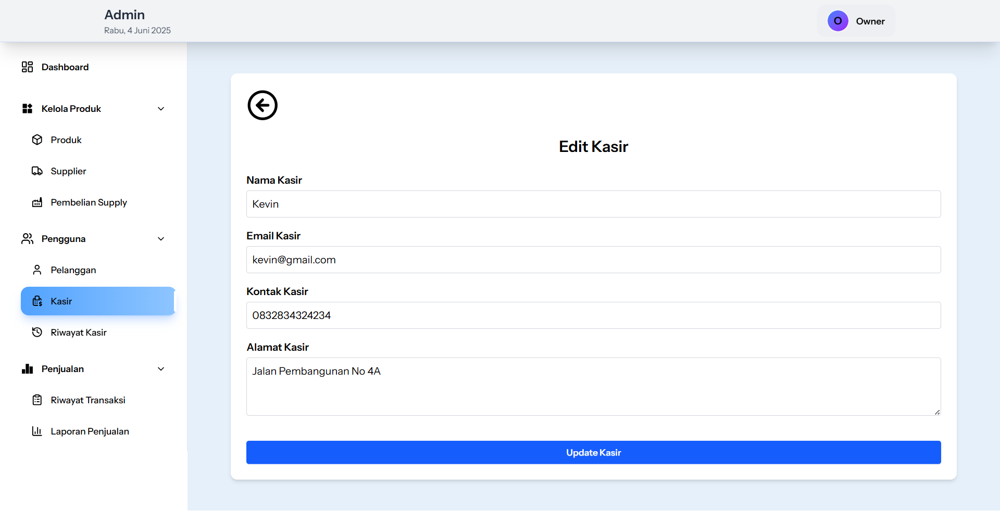 Admin
Rabu, 4 Juni 2025
O
Owner
Dashboard
Kelola Produk
Produk
Supplier
Pembelian Supply
Pengguna
Pelanggan
Kasir
Riwayat Kasir
Penjualan
Riwayat Transaksi
Laporan Penjualan
Edit Kasir
Nama Kasir
Kevin
Email Kasir
kevin@gmail.com
Kontak Kasir
0832834324234
Alamat Kasir
Jalan Pembangunan No 4A
Update Kasir